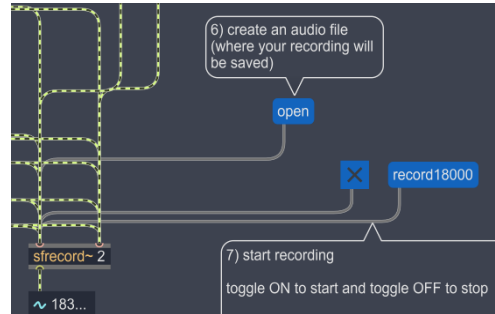 6) create an audio file
(where your recording will
be saved)
open
record18000
sfrecord~ 2
7) start recording
toggle ON to start and toggle OFF to stop
~ 183...